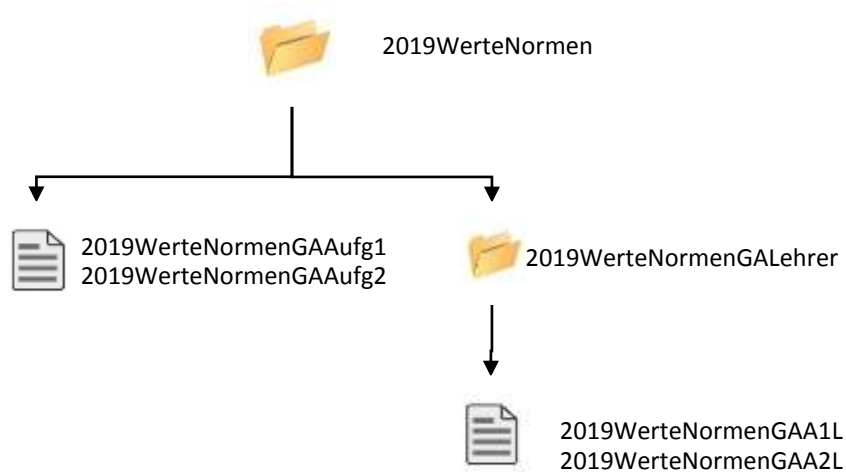 2019WerteNormen
2019WerteNormenGAAufg1
2019WerteNormenGAAufg2
2019WerteNormenGALehrer
2019WerteNormenGAA1L
2019WerteNormenGAA2L